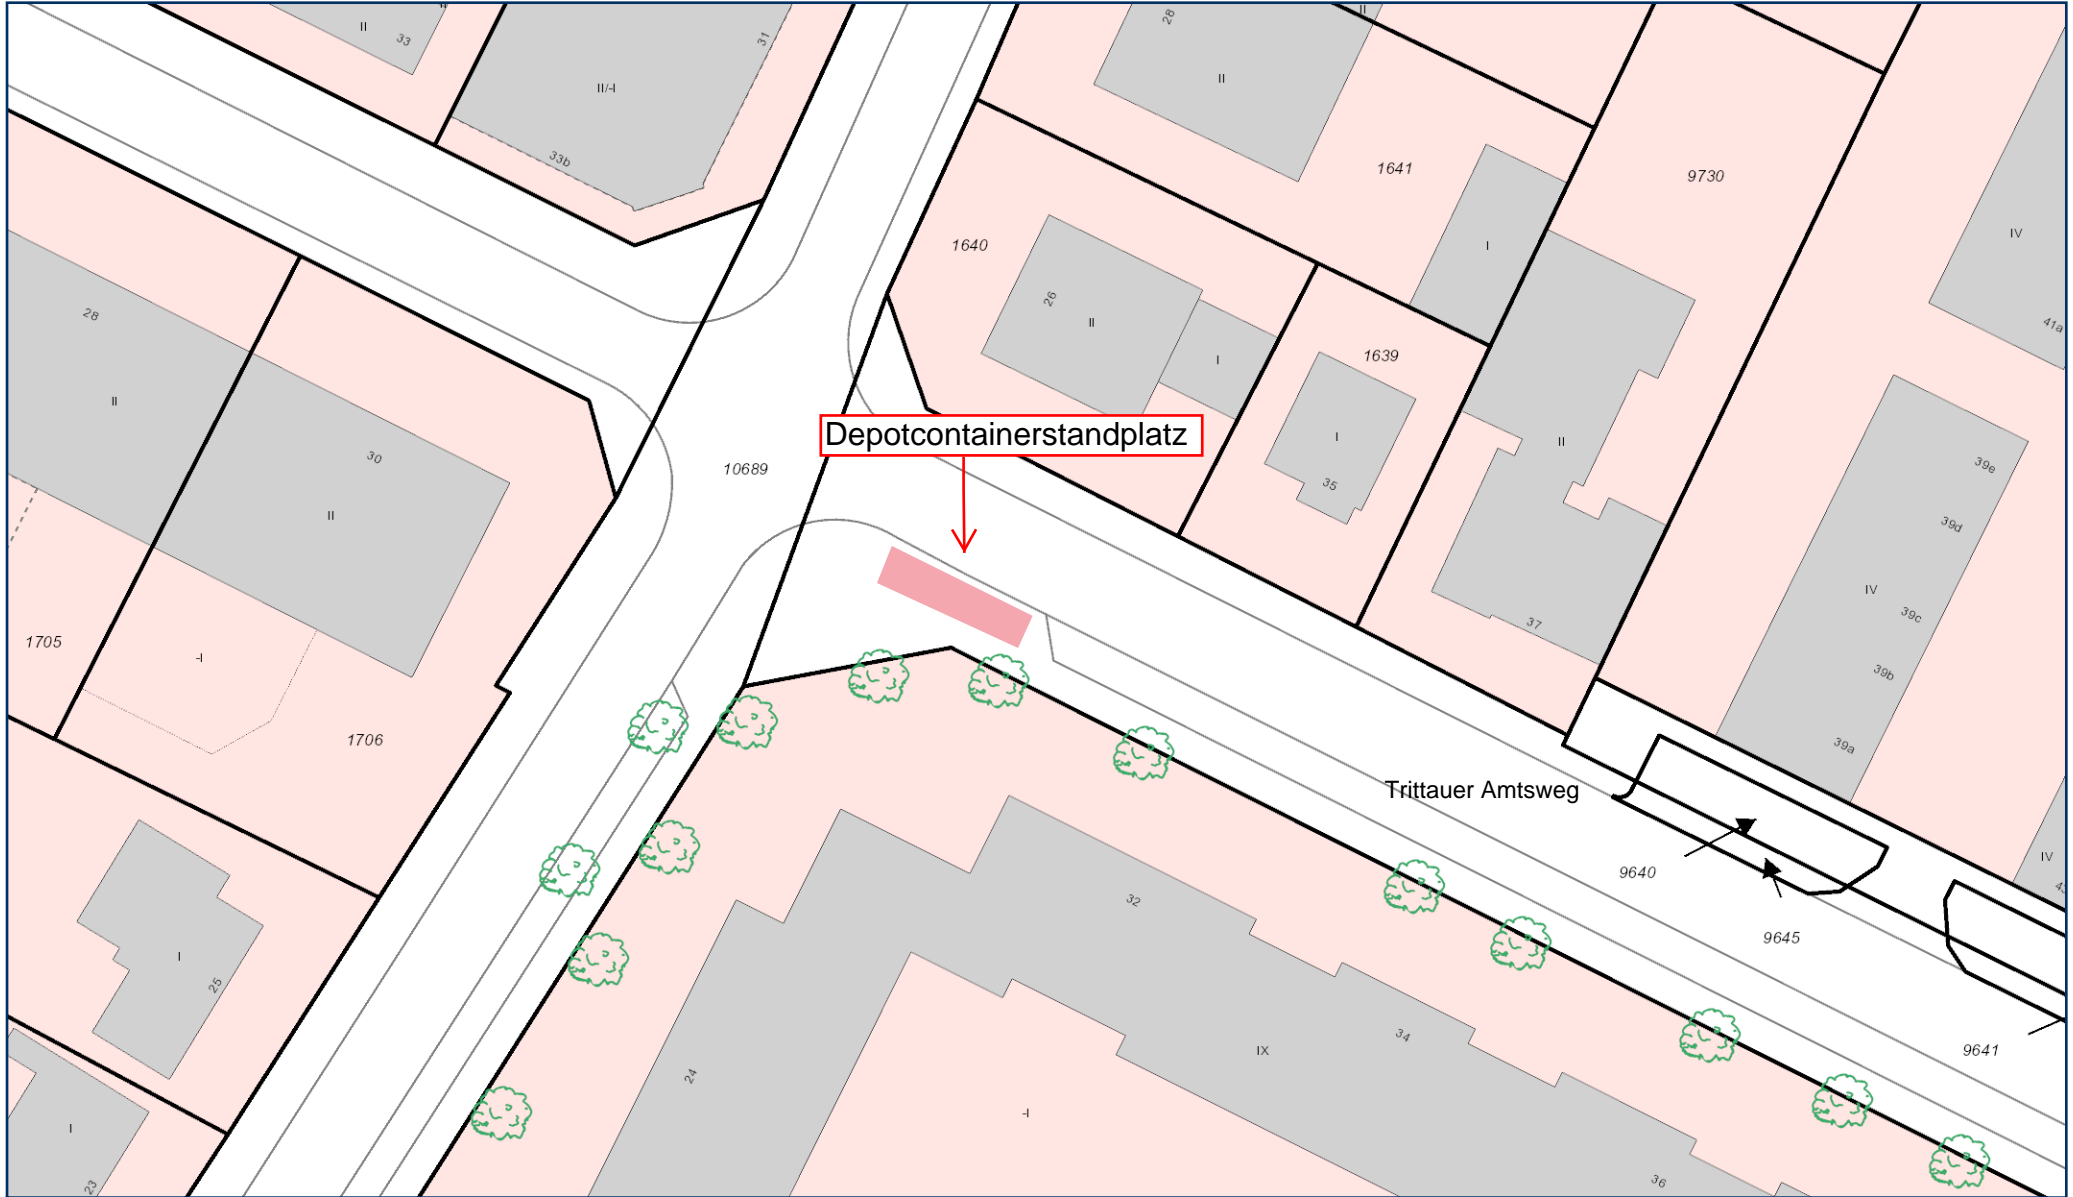 II
33
31
II/-I
33b
28
II
II
1641
9730
IV
41a
1640
26
II
I
I
1639
I
35
II
37
28
II
30
II
10689
Depotcontainerstandplatz
39e
39d
IV
39c
39b
39a
1705
-I
1706
Trittauer Amtsweg
9640
9645
9641
IV
32
34
IX
24
-I
36
I
25
I
23